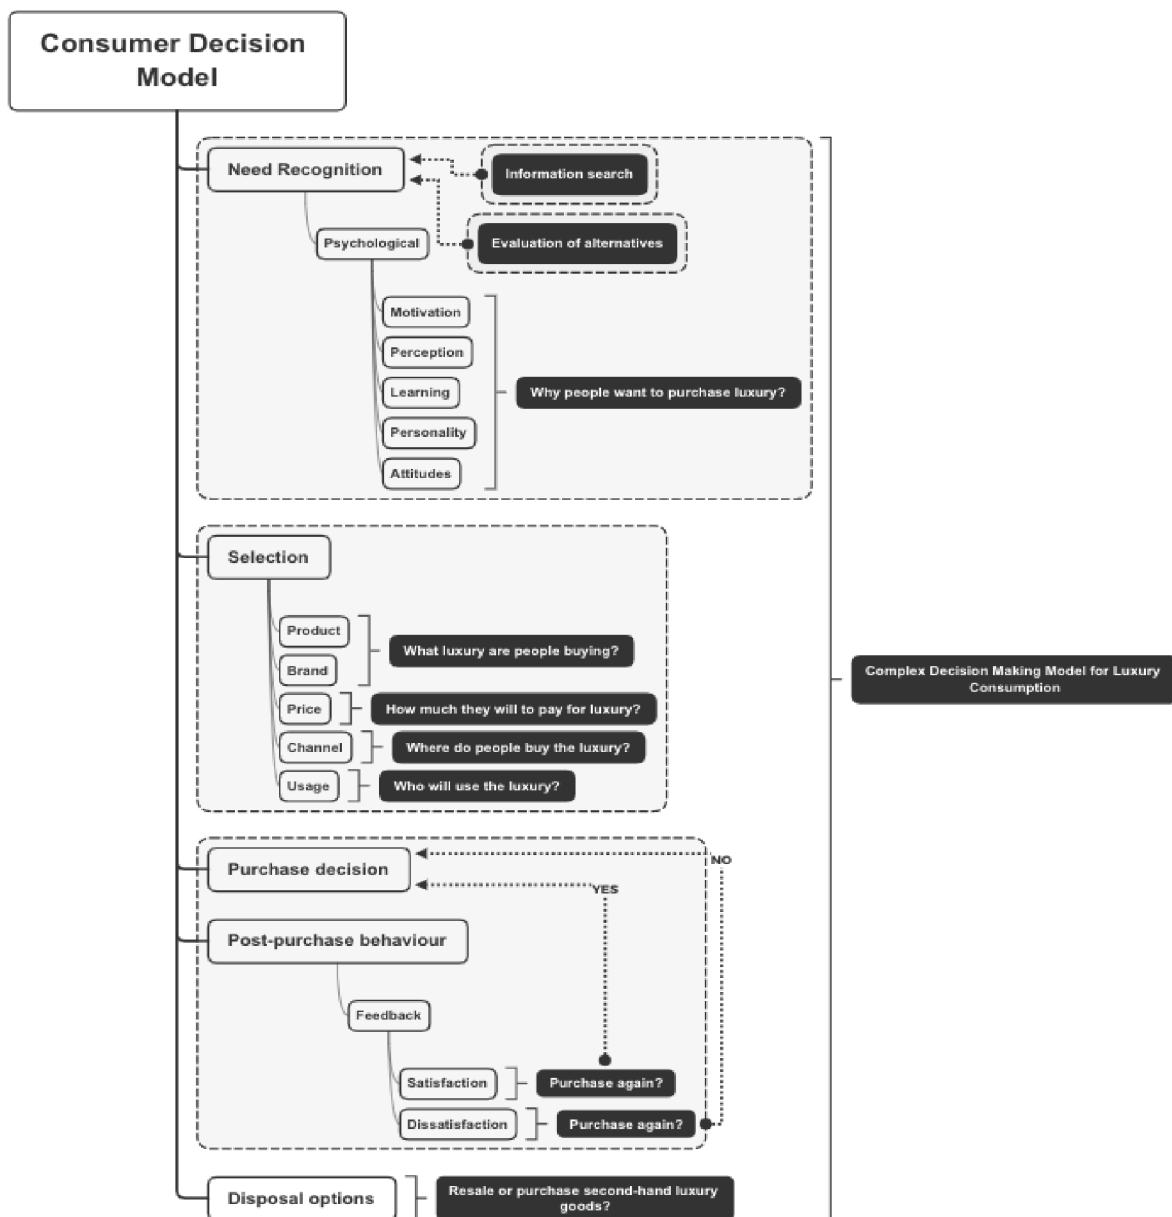 Consumer Decision
Model
Need Recognition
Information search
Psychological
Evaluation of alternatives
Motivation
Perception
Learning
Why people want to purchase luxury?
Personality
Attitudes
Selection
Product
What luxury are people buying?
Brand
Price
How much they will to pay for luxury?
Channel
Where do people buy the luxury?
Usage
Who will use the luxury?
Complex Decision Making Model for Luxury
Consumption
Purchase decision
NO
YES
Post-purchase behaviour
Feedback
Satisfaction
Purchase again?
Dissatisfaction
Purchase again?
Disposal options
Resale or purchase second-hand luxury
goods?